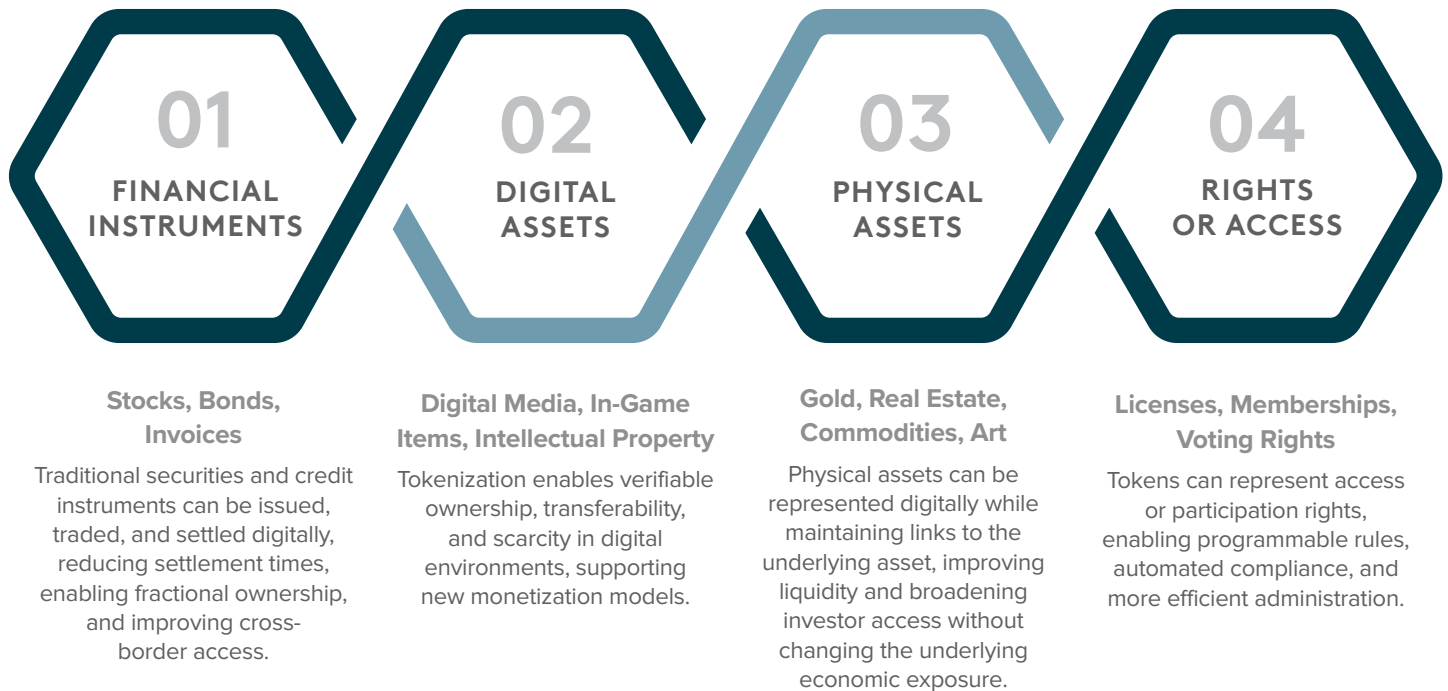 01
FINANCIAL
INSTRUMENTS
Stocks, Bonds,
Invoices
Traditional securities and credit
instruments can be issued,
traded, and settled digitally,
reducing settlement times,
enabling fractional ownership,
and improving cross-
border access.
02
DIGITAL
ASSETS
Digital Media, In-Game
Items, Intellectual Property
Tokenization enables verifiable
ownership, transferability,
and scarcity in digital
environments, supporting
new monetization models.
03
PHYSICAL
ASSETS
Gold, Real Estate,
Commodities, Art
Physical assets can be
represented digitally while
maintaining links to the
underlying asset, improving
liquidity and broadening
investor access without
changing the underlying
economic exposure.
04
RIGHTS
OR ACCESS
Licenses, Memberships,
Voting Rights
Tokens can represent access
or participation rights,
enabling programmable rules,
automated compliance, and
more efficient administration.